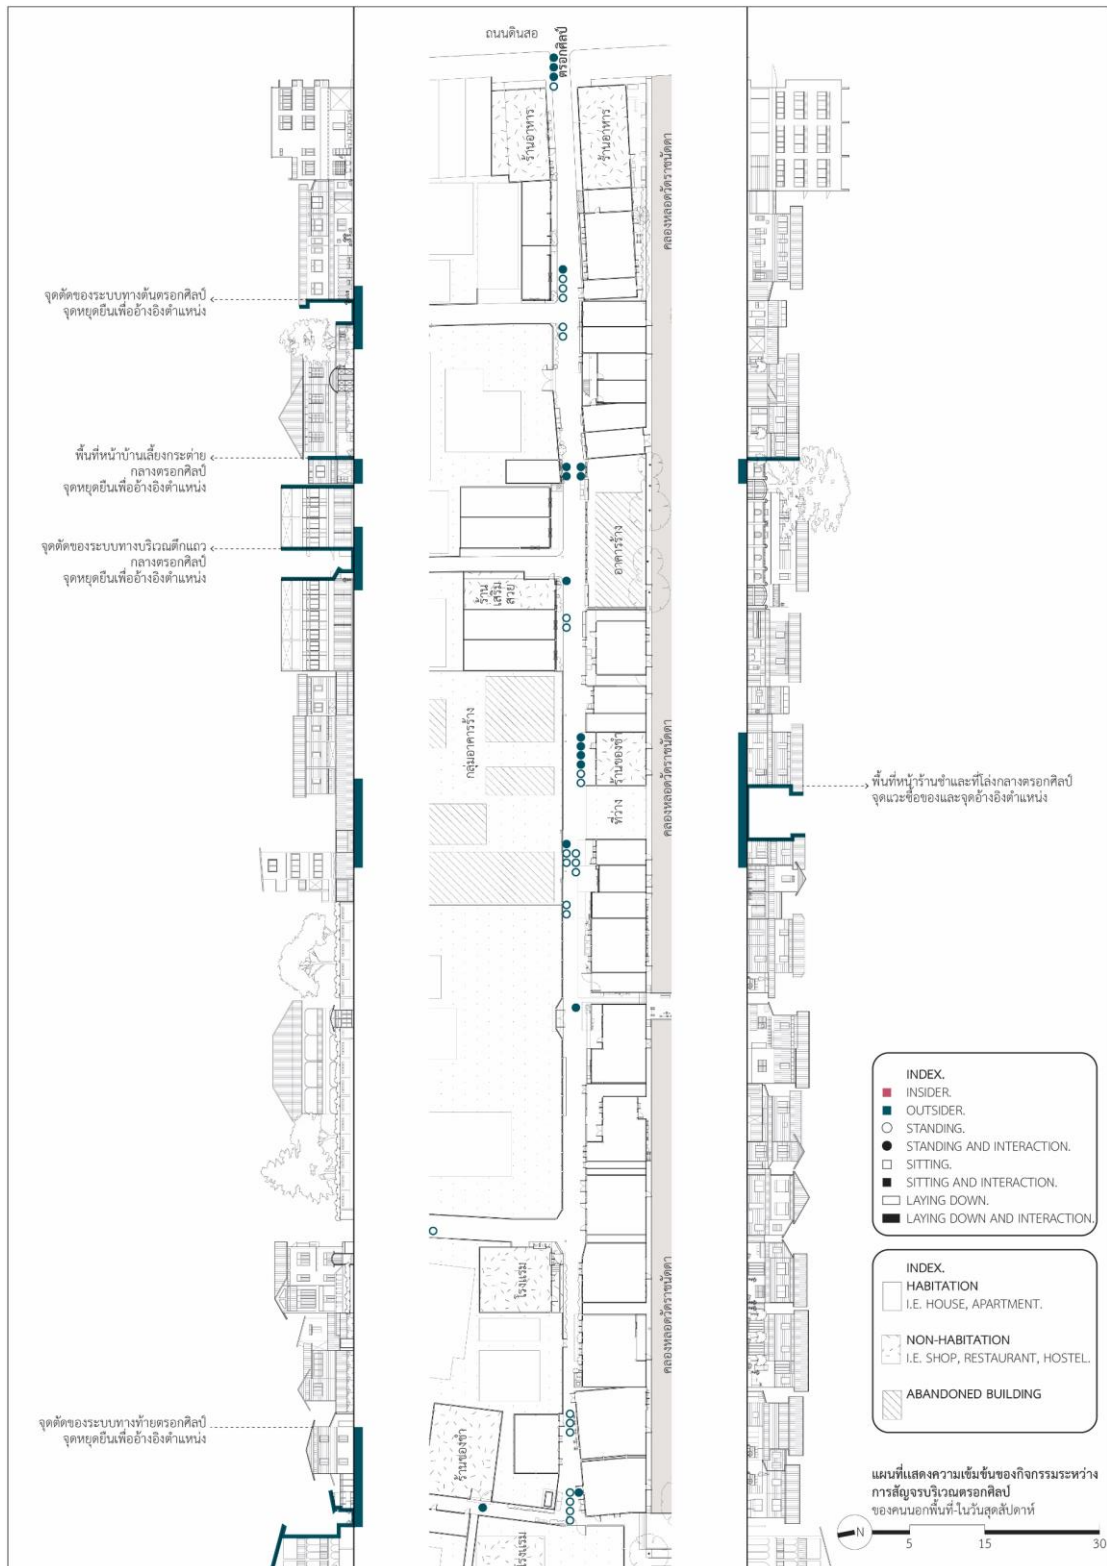 ถนนดินสอ
ตรอกศิลป์
ร้านอาหาร
ร้านอาหาร
คลองหลอดวัดราชนัดดา
จุดตัดของระบบทางต้นตรอกศิลป์
จุดหยุดยืนเพื่ออ้างอิงตำแหน่ง
พื้นที่หน้าบ้านเลี้ยงกระต่าย
กลางตรอกศิลป์
จุดหยุดยืนเพื่ออ้างอิงตำแหน่ง
จุดตัดของระบบทางบริเวณตึกแถว
กลางตรอกศิลป์
จุดหยุดยืนเพื่ออ้างอิงตำแหน่ง
อาคารร้าง
ร้าน
เสริม
สวย
กลุ่มอาคารร้าง
ร้านของชำ
ที่ว่าง
คลองหลอดวัดราชนัดดา
พื้นที่หน้าร้านชำและที่โล่งกลางตรอกศิลป์
จุดแวะซื้อของและจุดอ้างอิงตำแหน่ง
โรงแรม
คลองหลอดวัดราชนัดดา
จุดตัดของระบบทางท้ายตรอกศิลป์
จุดหยุดยืนเพื่ออ้างอิงตำแหน่ง
ร้านของชำ
โรงแรม
INDEX.
INSIDER.
OUTSIDER.
STANDING.
STANDING AND INTERACTION.
SITTING.
SITTING AND INTERACTION.
LAYING DOWN.
LAYING DOWN AND INTERACTION.
INDEX.
HABITATION
I.E. HOUSE, APARTMENT.
NON-HABITATION
I.E. SHOP, RESTAURANT, HOSTEL.
ABANDONED BUILDING
แผนที่แสดงความเข้มข้นของกิจกรรมระหว่าง
การสัญจรบริเวณตรอกศิลป์
ของคนนอกพื้นที่-ในวันสุดสัปดาห์
N
5 15 30